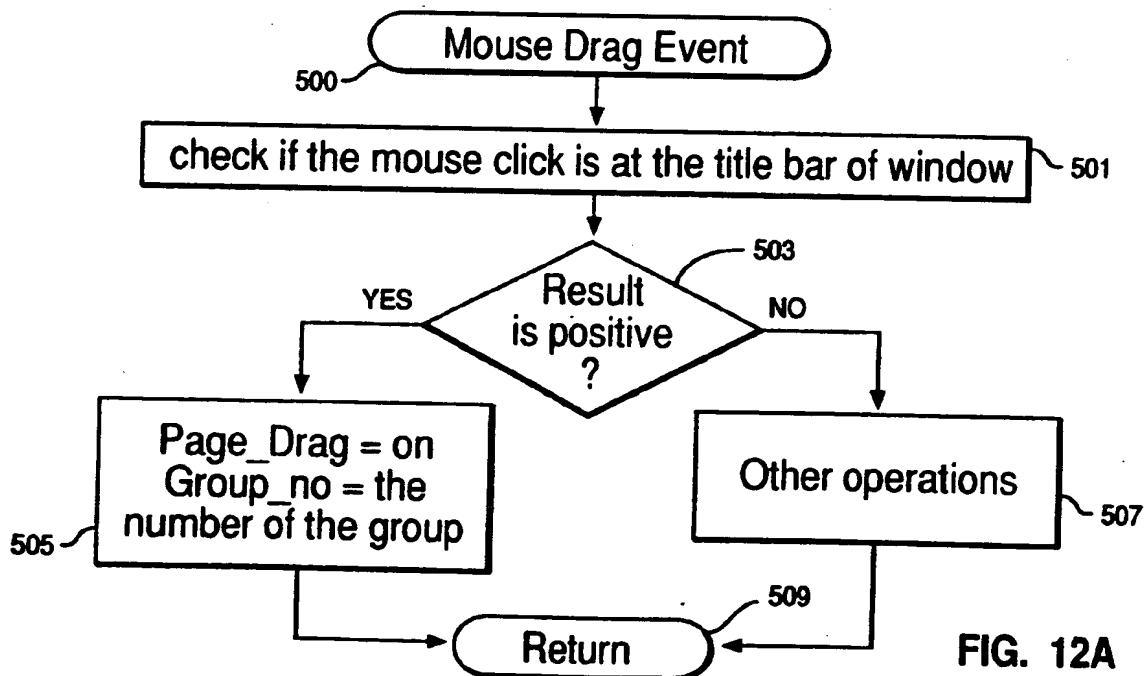 Mouse Drag Event
500
check if the mouse click is at the title bar of window
501
503
Result
is positive
?
YES
NO
Page_Drag = on
Group_no = the
number of the group
505
Other operations
507
509
Return
FIG. 12A